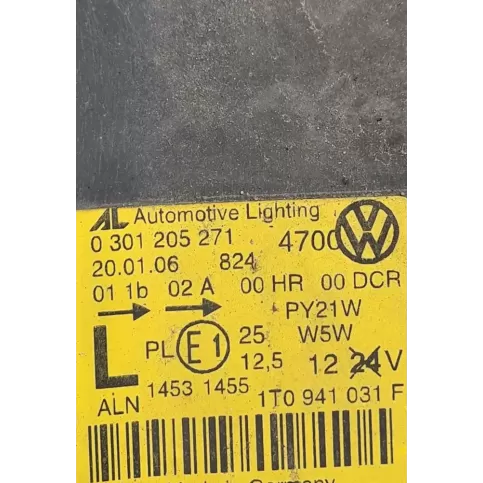 AL Automotive Lighting
0 301 205 271 4700
20.01.06 824
01 1b 02 A 00 HR 00 DCR
PY21W
L PL E1 25 W5W
12,5 12 24 V
1453 1455
ALN 1T0 941 031 F
Germany